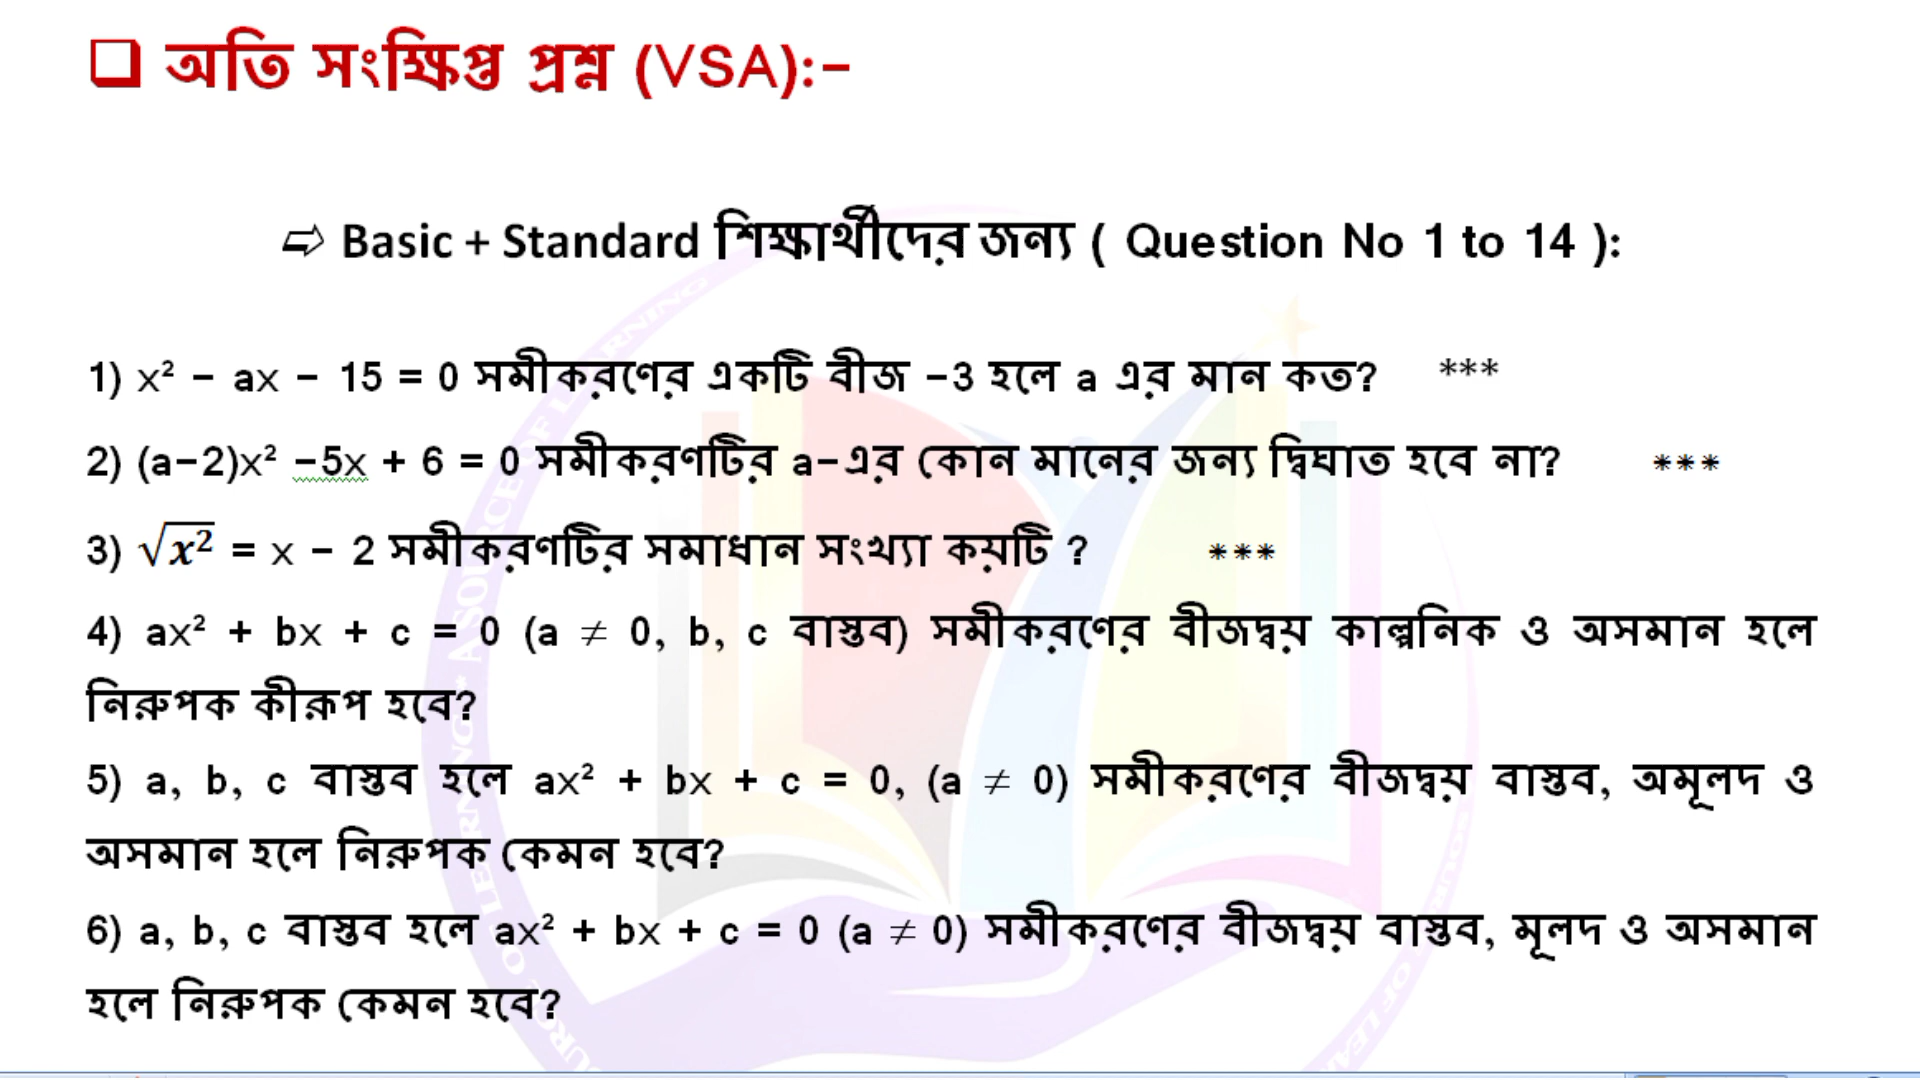 ❑ অতি সংক্ষিপ্ত প্রশ্ন (VSA):-
⇨ Basic + Standard শিক্ষার্থীদের জন্য ( Question No 1 to 14 ):
1) x² - ax - 15 = 0 সমীকরণের একটি বীজ -3 হলে a এর মান কত? ***
2) (a-2)x² -5x + 6 = 0 সমীকরণটির a-এর কোন মানের জন্য দ্বিঘাত হবে না? ***
3) √x² = x - 2 সমীকরণটির সমাধান সংখ্যা কয়টি ? ***
4) ax² + bx + c = 0 (a ≠ 0, b, c বাস্তব) সমীকরণের বীজদ্বয় কাল্পনিক ও অসমান হলে
নিরুপক কীরূপ হবে?
5) a, b, c বাস্তব হলে ax² + bx + c = 0, (a ≠ 0) সমীকরণের বীজদ্বয় বাস্তব, অমূলদ ও
অসমান হলে নিরুপক কেমন হবে?
6) a, b, c বাস্তব হলে ax² + bx + c = 0 (a ≠ 0) সমীকরণের বীজদ্বয় বাস্তব, মূলদ ও অসমান
হলে নিরুপক কেমন হবে?